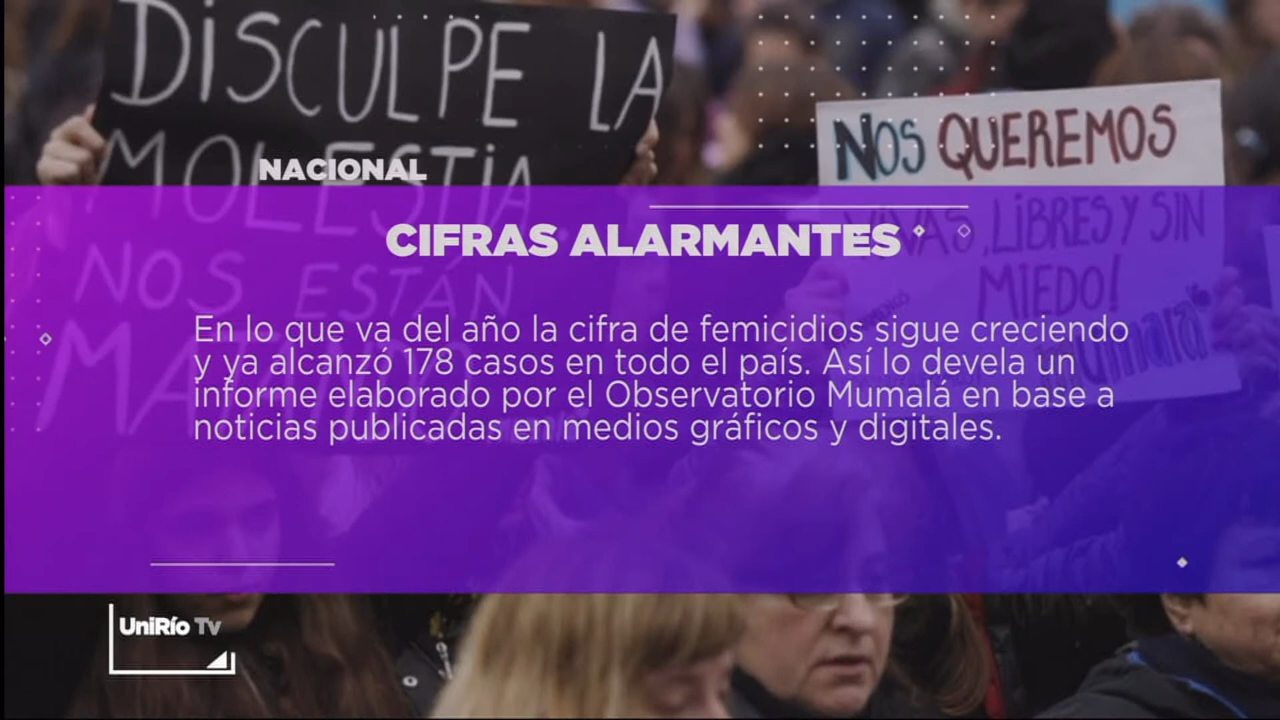 DISCULPE LA
MOLESTIA
NOS ESTÁN
NOS QUEREMOS
VIVAS, LIBRES Y SIN
MIEDO!
NACIONAL
CIFRAS ALARMANTES
En lo que va del año la cifra de femicidios sigue creciendo
y ya alcanzó 178 casos en todo el país. Así lo devela un
informe elaborado por el Observatorio Mumalá en base a
noticias publicadas en medios gráficos y digitales.
UniRío Tv